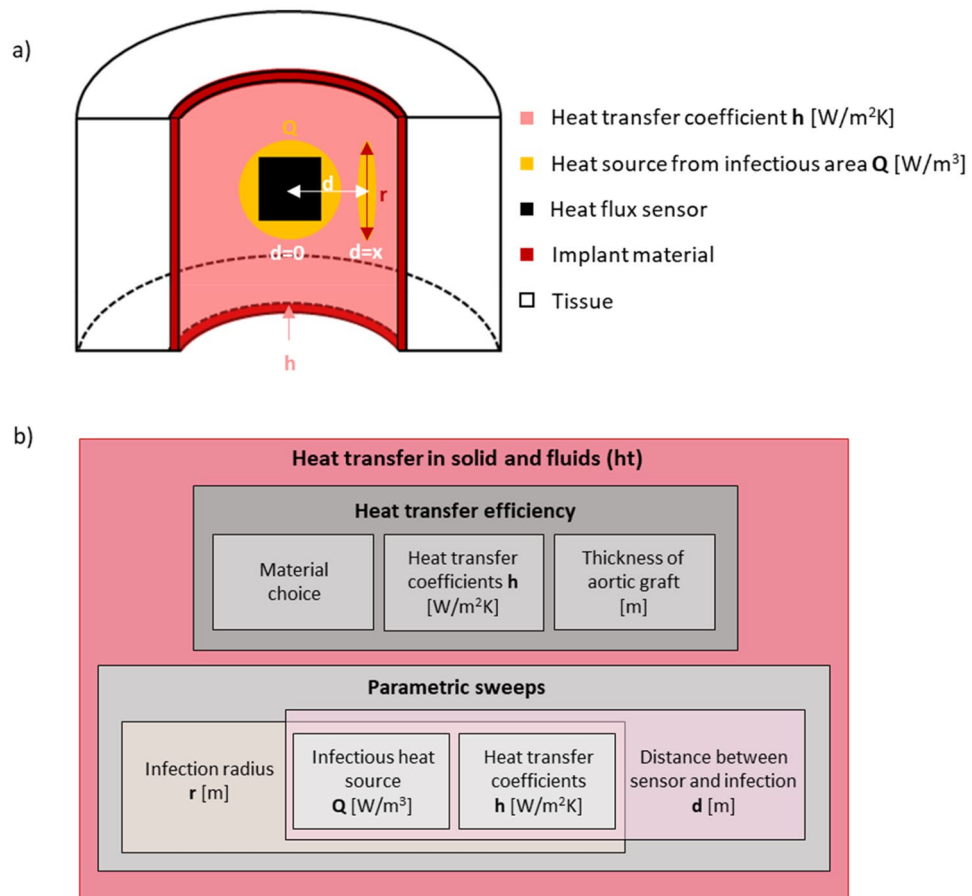 a)
Q
d
r
d=0
d=x
h
Heat transfer coefficient h [W/m²K]
Heat source from infectious area Q [W/m³]
Heat flux sensor
Implant material
Tissue
b)
Heat transfer in solid and fluids (ht)
Heat transfer efficiency
Material
choice
Heat transfer
coefficients h
[W/m²K]
Thickness of
aortic graft
[m]
Parametric sweeps
Infection radius
r [m]
Infectious heat
source
Q [W/m³]
Heat transfer
coefficients
h [W/m²K]
Distance between
sensor and infection
d [m]